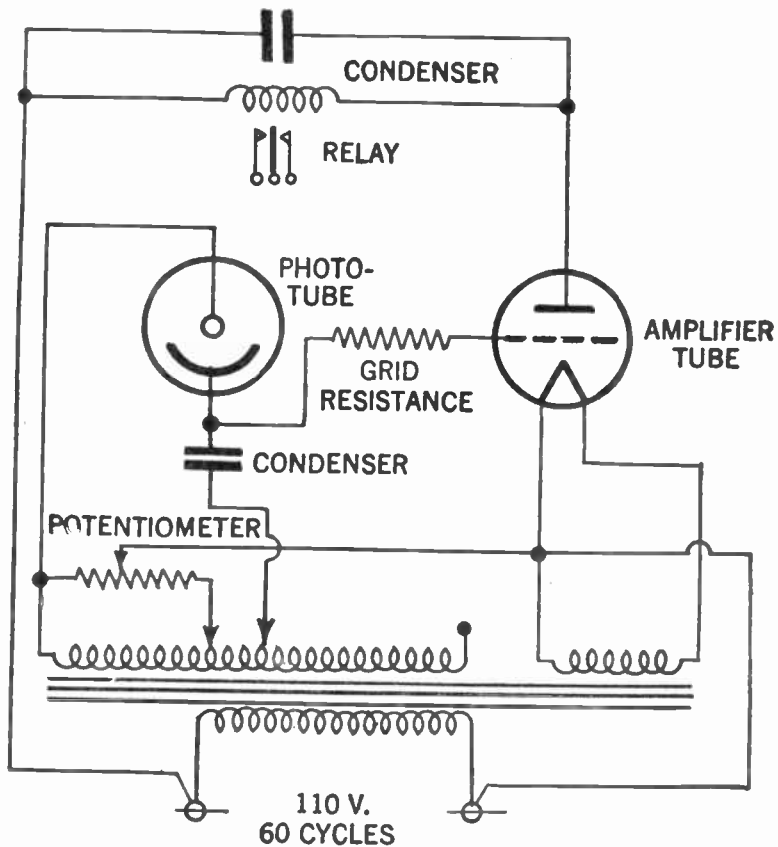 CONDENSER
RELAY
PHOTO-
TUBE
AMPLIFIER
TUBE
GRID
RESISTANCE
CONDENSER
POTENTIOMETER
110 V.
60 CYCLES